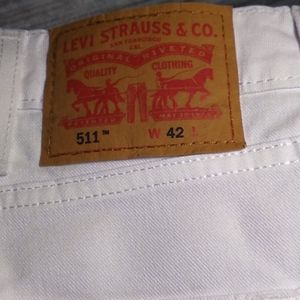 LEVI STRAUSS & CO.
SAN FRANCISCO
CAL.
ORIGINAL RIVETED
QUALITY CLOTHING
511™ W 42